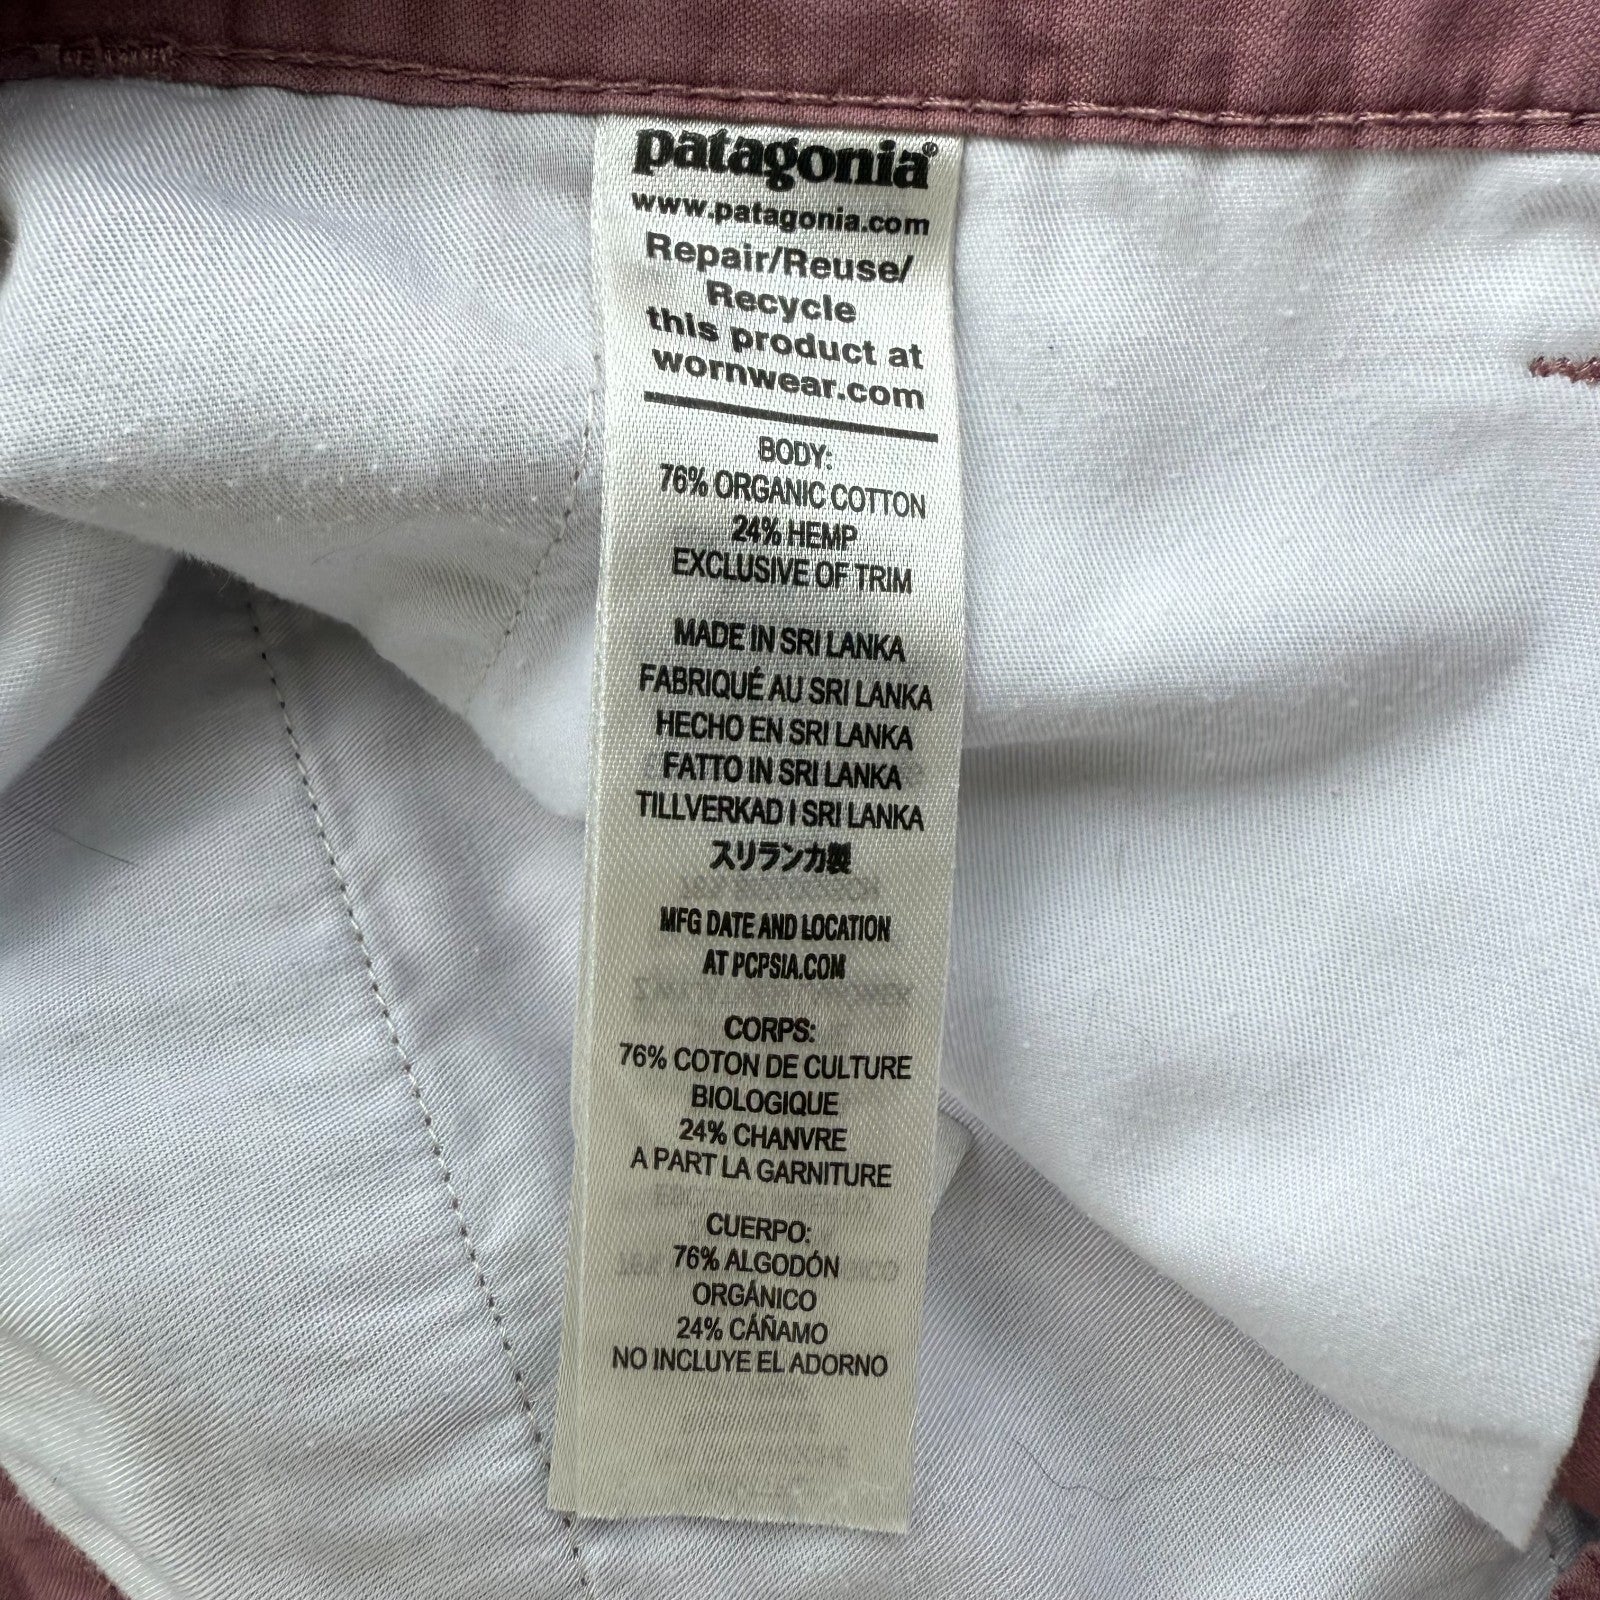 patagonia®
www.patagonia.com
Repair/Reuse/
Recycle
this product at
wornwear.com
BODY:
76% ORGANIC COTTON
24% HEMP
EXCLUSIVE OF TRIM
MADE IN SRI LANKA
FABRIQUÉ AU SRI LANKA
HECHO EN SRI LANKA
FATTO IN SRI LANKA
TILLVERKAD I SRI LANKA
スリランカ製
MFG DATE AND LOCATION
AT PCPSIA.COM
CORPS:
76% COTON DE CULTURE
BIOLOGIQUE
24% CHANVRE
A PART LA GARNITURE
CUERPO:
76% ALGODÓN
ORGÁNICO
24% CÁÑAMO
NO INCLUYE EL ADORNO